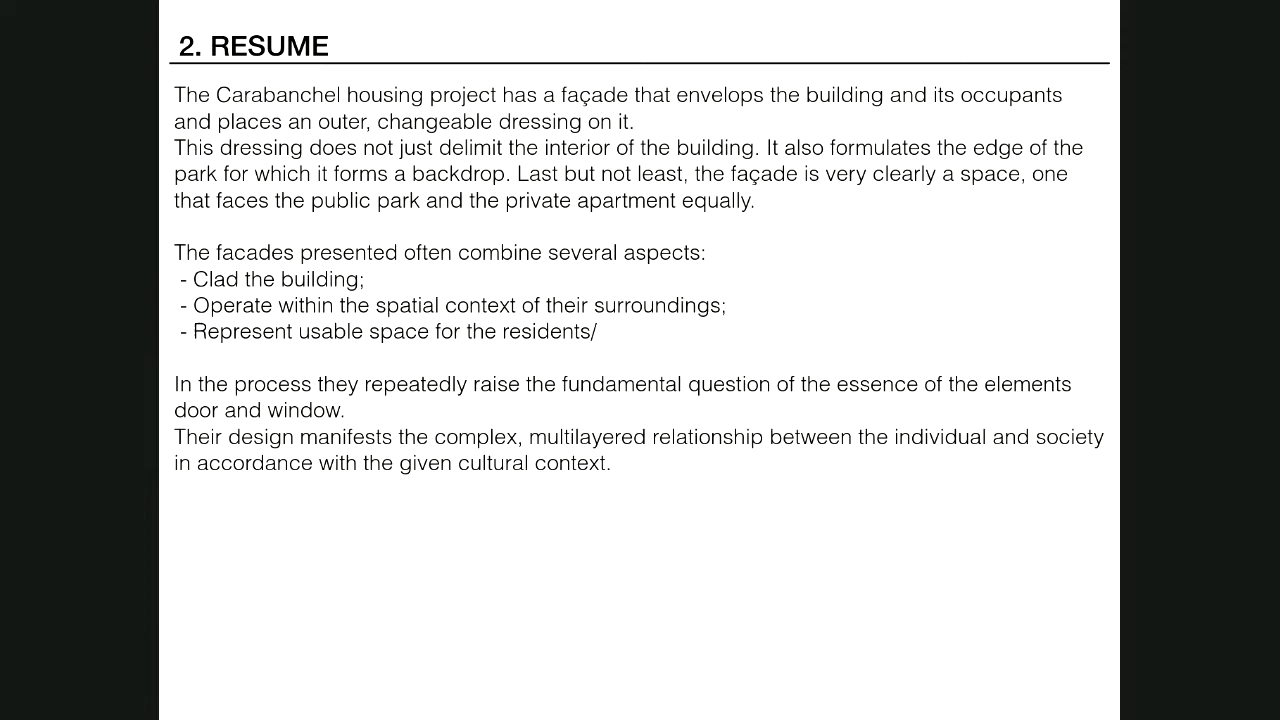 2. RESUME
The Carabanchel housing project has a façade that envelops the building and its occupants
and places an outer, changeable dressing on it.
This dressing does not just delimit the interior of the building. It also formulates the edge of the
park for which it forms a backdrop. Last but not least, the façade is very clearly a space, one
that faces the public park and the private apartment equally.
The facades presented often combine several aspects:
- Clad the building;
- Operate within the spatial context of their surroundings;
- Represent usable space for the residents/
In the process they repeatedly raise the fundamental question of the essence of the elements
door and window.
Their design manifests the complex, multilayered relationship between the individual and society
in accordance with the given cultural context.